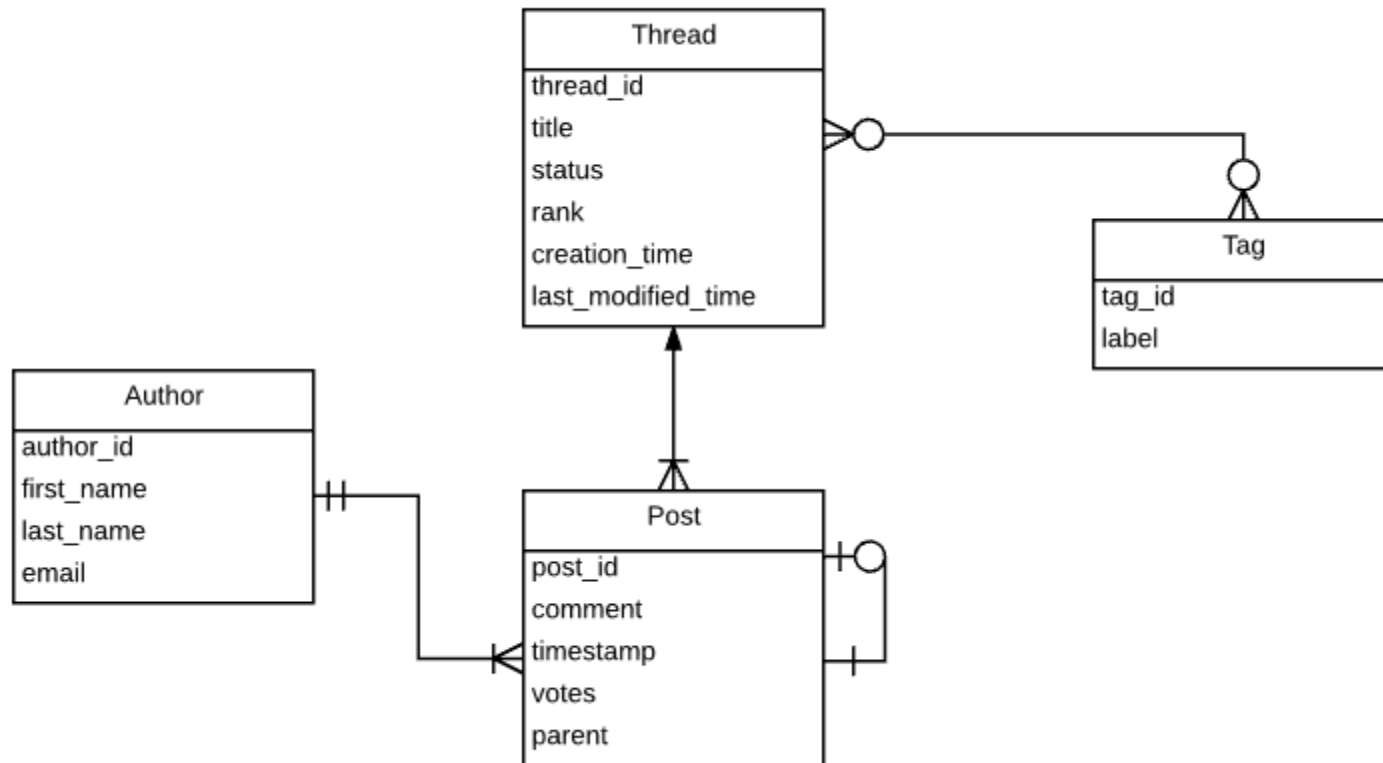 Thread
thread_id
title
status
rank
creation_time
last_modified_time
Tag
tag_id
label
Author
author_id
first_name
last_name
email
Post
post_id
comment
timestamp
votes
parent